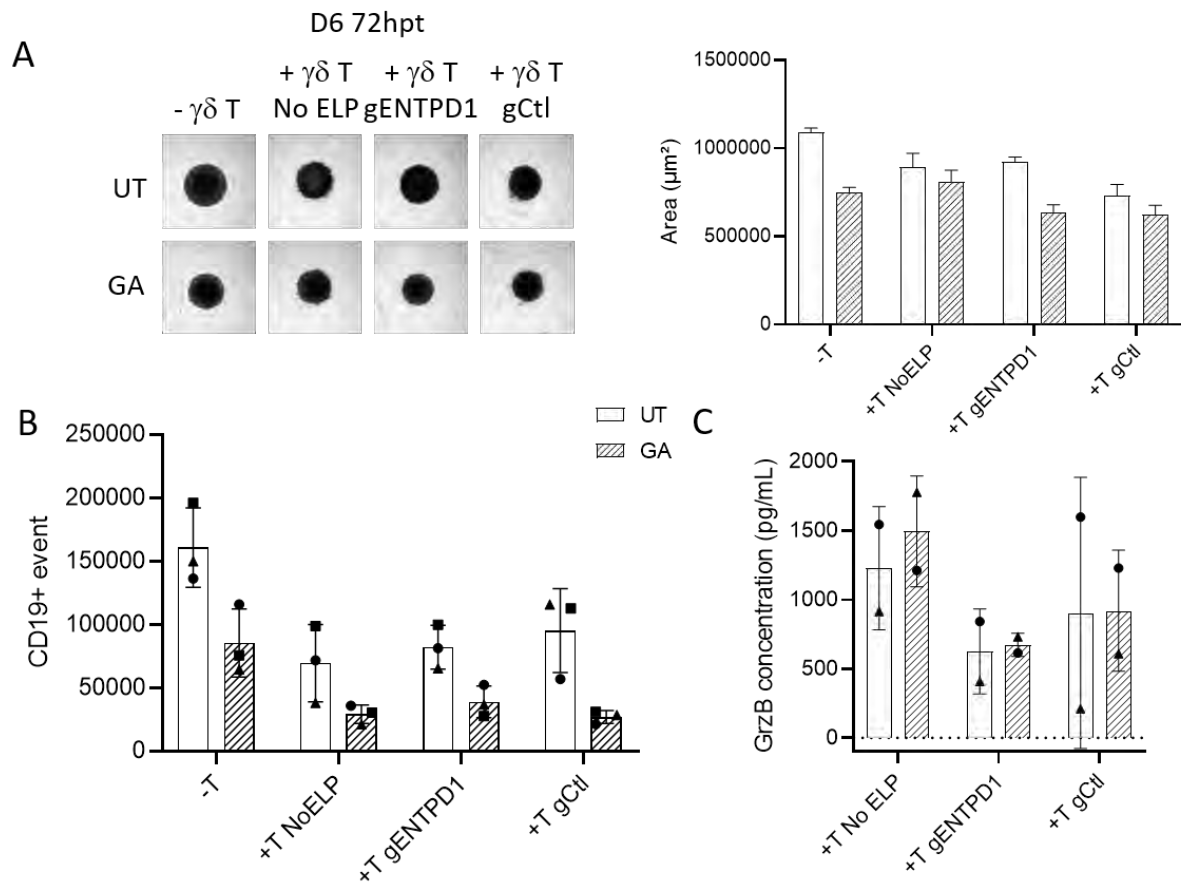 A
D6 72hpt
- γδ T
+ γδ T
No ELP
+ γδ T
gENTPD1
+ γδ T
gCtl
UT
GA
Area (µm²)
1500000
1000000
500000
0
-T
+T NoELP
+T gENTPD1
+T gCtl
B
CD19+ event
250000
200000
150000
100000
50000
0
-T
+T NoELP
+T gENTPD1
+T gCtl
UT
GA
C
GrzB concentration (pg/mL)
2000
1500
1000
500
0
+T No ELP
+T gENTPD1
+T gCtl